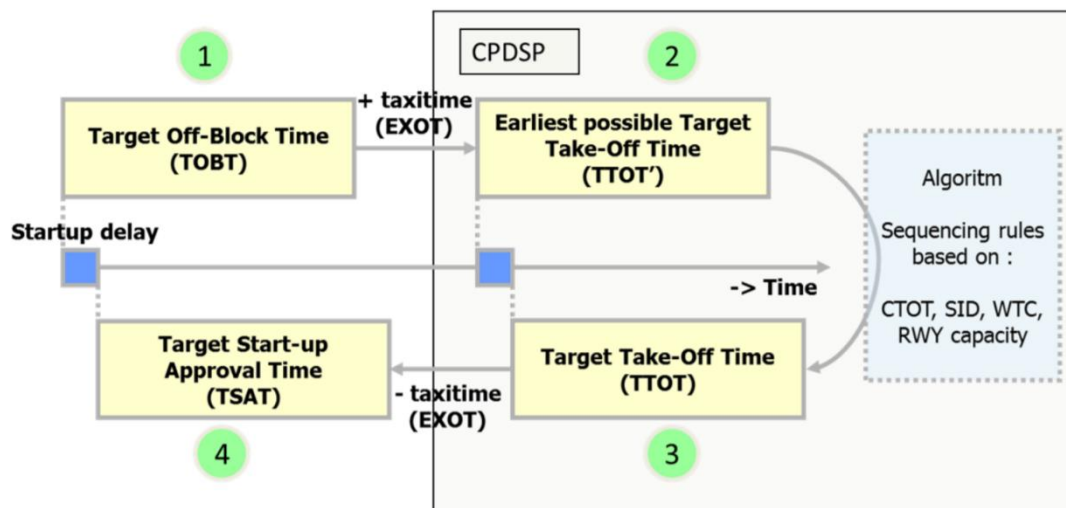 1
CPDSP
2
Target Off-Block Time
(TOBT)
+ taxitime
(EXOT)
Earliest possible Target
Take-Off Time
(TTOT')
Algoritm
Sequencing rules
based on :
CTOT, SID, WTC,
RWY capacity
Startup delay
-> Time
Target Start-up
Approval Time
(TSAT)
- taxitime
(EXOT)
Target Take-Off Time
(TTOT)
4
3